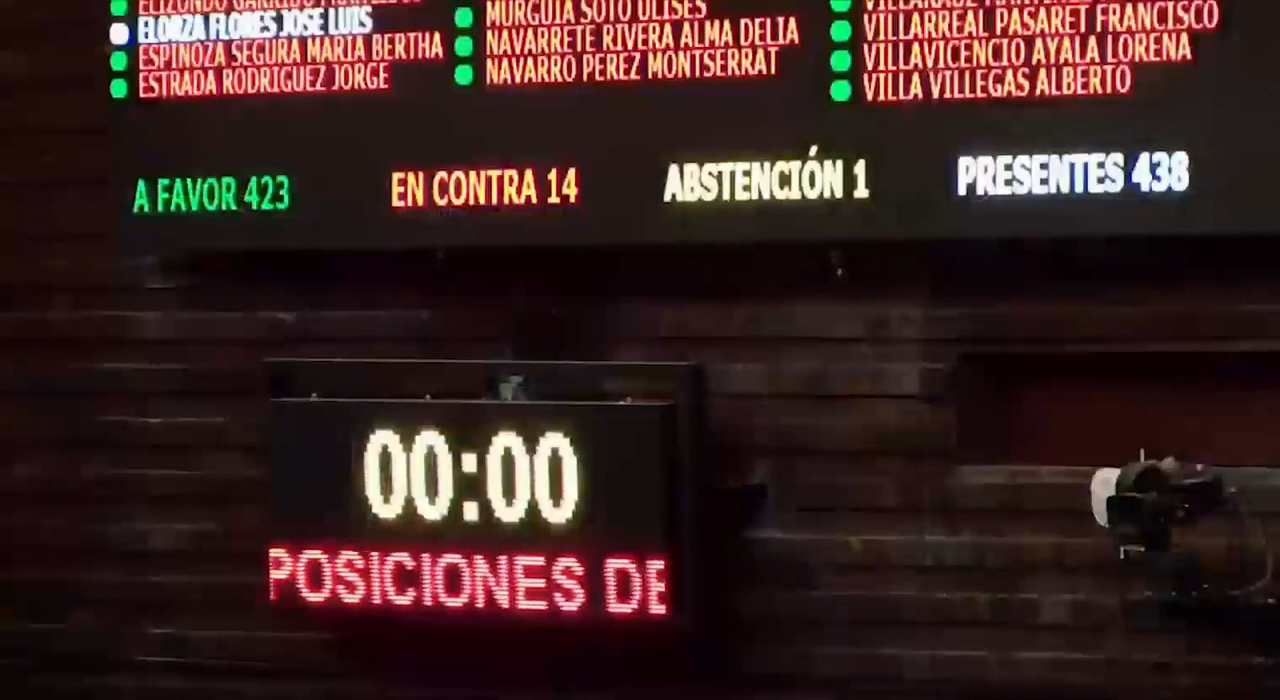 ELIZONDO GARRIDO
ELORZA FLORES JOSE LUIS
ESPINOZA SEGURA MARIA BERTHA
ESTRADA RODRIGUEZ JORGE
MURGUIA SOTO ULISES
NAVARRETE RIVERA ALMA DELIA
NAVARRO PEREZ MONTSERRAT
VILLARREAL PASARET FRANCISCO
VILLAVICENCIO AYALA LORENA
VILLA VILLEGAS ALBERTO
A FAVOR 423
EN CONTRA 14
ABSTENCIÓN 1
PRESENTES 438
00:00
POSICIONES DE